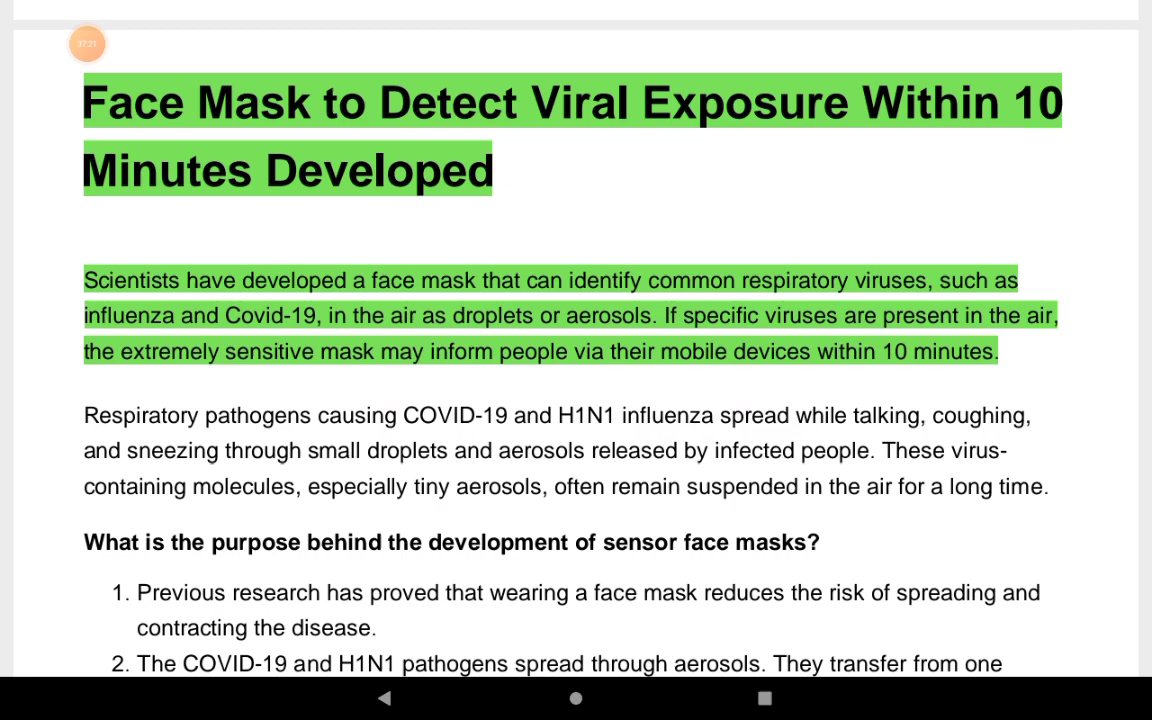 37:21
Face Mask to Detect Viral Exposure Within 10
Minutes Developed
Scientists have developed a face mask that can identify common respiratory viruses, such as
influenza and Covid-19, in the air as droplets or aerosols. If specific viruses are present in the air,
the extremely sensitive mask may inform people via their mobile devices within 10 minutes.
Respiratory pathogens causing COVID-19 and H1N1 influenza spread while talking, coughing,
and sneezing through small droplets and aerosols released by infected people. These virus-
containing molecules, especially tiny aerosols, often remain suspended in the air for a long time.
What is the purpose behind the development of sensor face masks?
1. Previous research has proved that wearing a face mask reduces the risk of spreading and
contracting the disease.
2. The COVID-19 and H1N1 pathogens spread through aerosols. They transfer from one